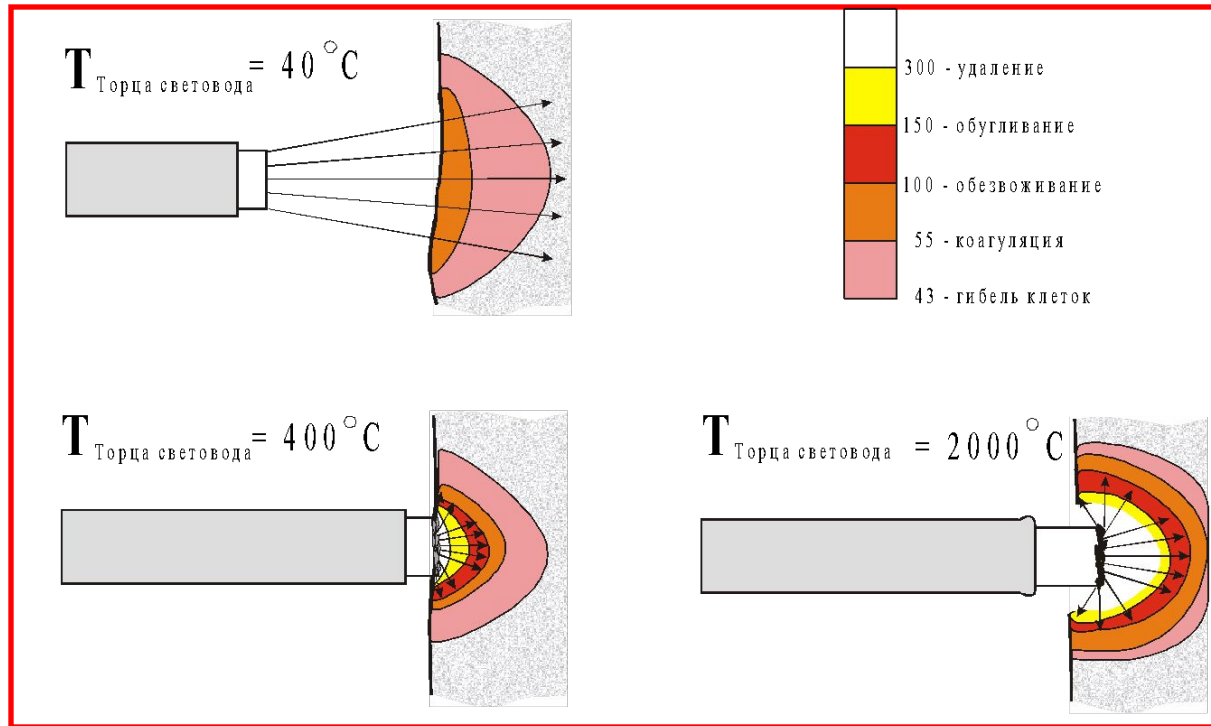 T Торца световода = 40°C
300 - удаление
150 - обугливание
100 - обезвоживание
55 - коагуляция
43 - гибель клеток
T Торца световода = 400°C
T Торца световода = 2000°C